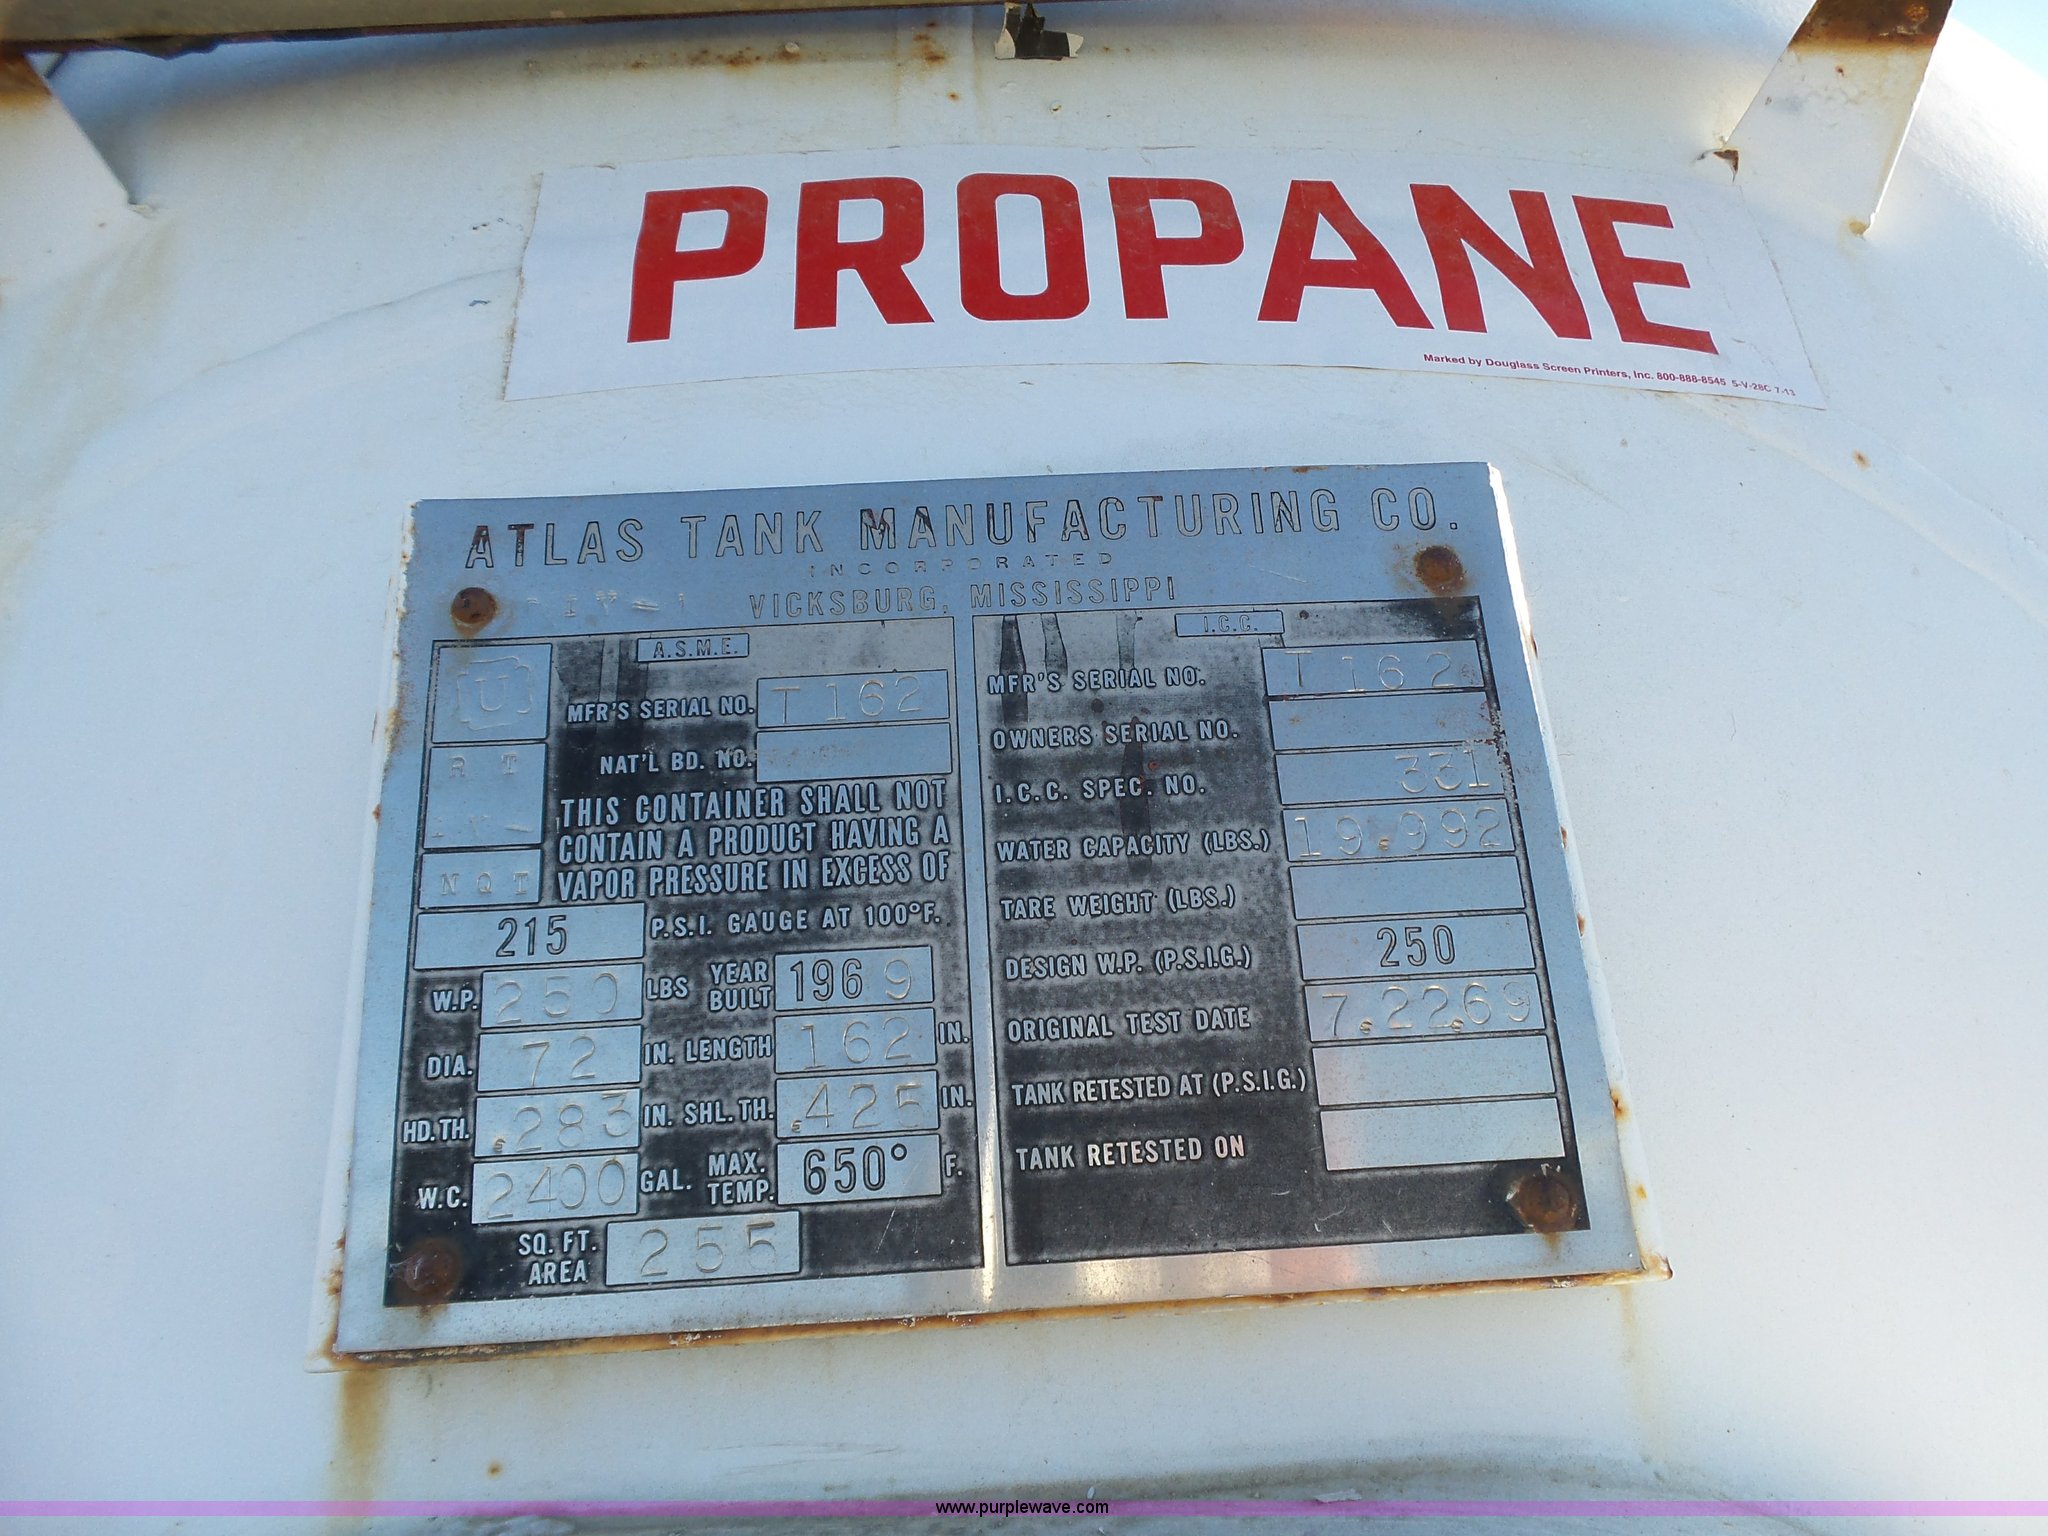 PROPANE
Marked by Douglass Screen Printers, Inc. 800-888-8545 5-V-28C 7-13
ATLAS TANK MANUFACTURING CO.
INCORPORATED
VICKSBURG, MISSISSIPPI
A.S.M.E.
U
MFR'S SERIAL NO. T 162
R T
NAT'L BD. NO.
THIS CONTAINER SHALL NOT
CONTAIN A PRODUCT HAVING A
VAPOR PRESSURE IN EXCESS OF
NQT
215 P.S.I. GAUGE AT 100°F.
W.P. 250 LBS YEAR BUILT 1969
DIA. 72 IN. LENGTH 162 IN.
HD. TH. .283 IN. SHL. TH. .425 IN.
W.C. 2400 GAL. MAX. TEMP. 650° F.
SQ. FT. AREA 255
I.C.C.
MFR'S SERIAL NO. T 162
OWNERS SERIAL NO.
I.C.C. SPEC. NO. 331
WATER CAPACITY (LBS.) 19.992
TARE WEIGHT (LBS.)
DESIGN W.P. (P.S.I.G.) 250
ORIGINAL TEST DATE 7.22.69
TANK RETESTED AT (P.S.I.G.)
TANK RETESTED ON
www.purplewave.com